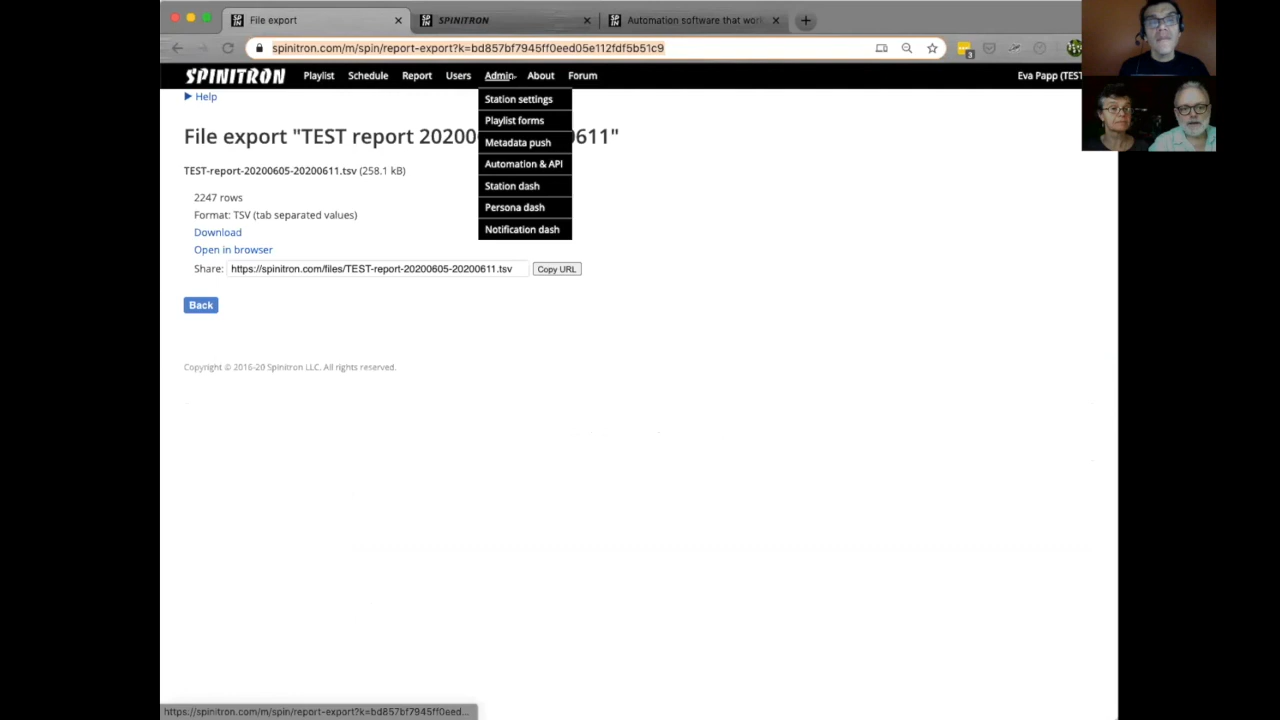 File export
SPINITRON
Automation software that worl
spinitron.com/m/spin/report-export?k=bd857bf7945ff0eed05e112fdf5b51c9
3
SPINITRON
Playlist
Schedule
Report
Users
Admin
About
Forum
Eva Papp (TEST
Help
Station settings
Playlist forms
Metadata push
Automation & API
Station dash
Persona dash
Notification dash
File export "TEST report 20200 0611"
TEST-report-20200605-20200611.tsv (258.1 kB)
2247 rows
Format: TSV (tab separated values)
Download
Open in browser
Share: https://spinitron.com/files/TEST-report-20200605-20200611.tsv Copy URL
Back
Copyright © 2016-20 Spinitron LLC. All rights reserved.
https://spinitron.com/m/spin/report-export?k=bd857bf7945ff0eed...